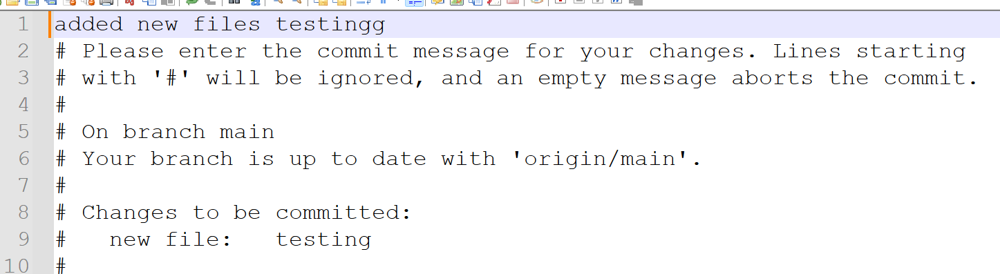 1 added new files testingg
2 # Please enter the commit message for your changes. Lines starting
3 # with '#' will be ignored, and an empty message aborts the commit.
4 #
5 # On branch main
6 # Your branch is up to date with 'origin/main'.
7 #
8 # Changes to be committed:
9 #   new file:   testing
10 #